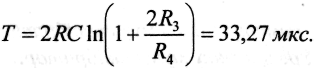 T = 2RC ln(1 + 2R₃/R₄) = 33,27 мкс.